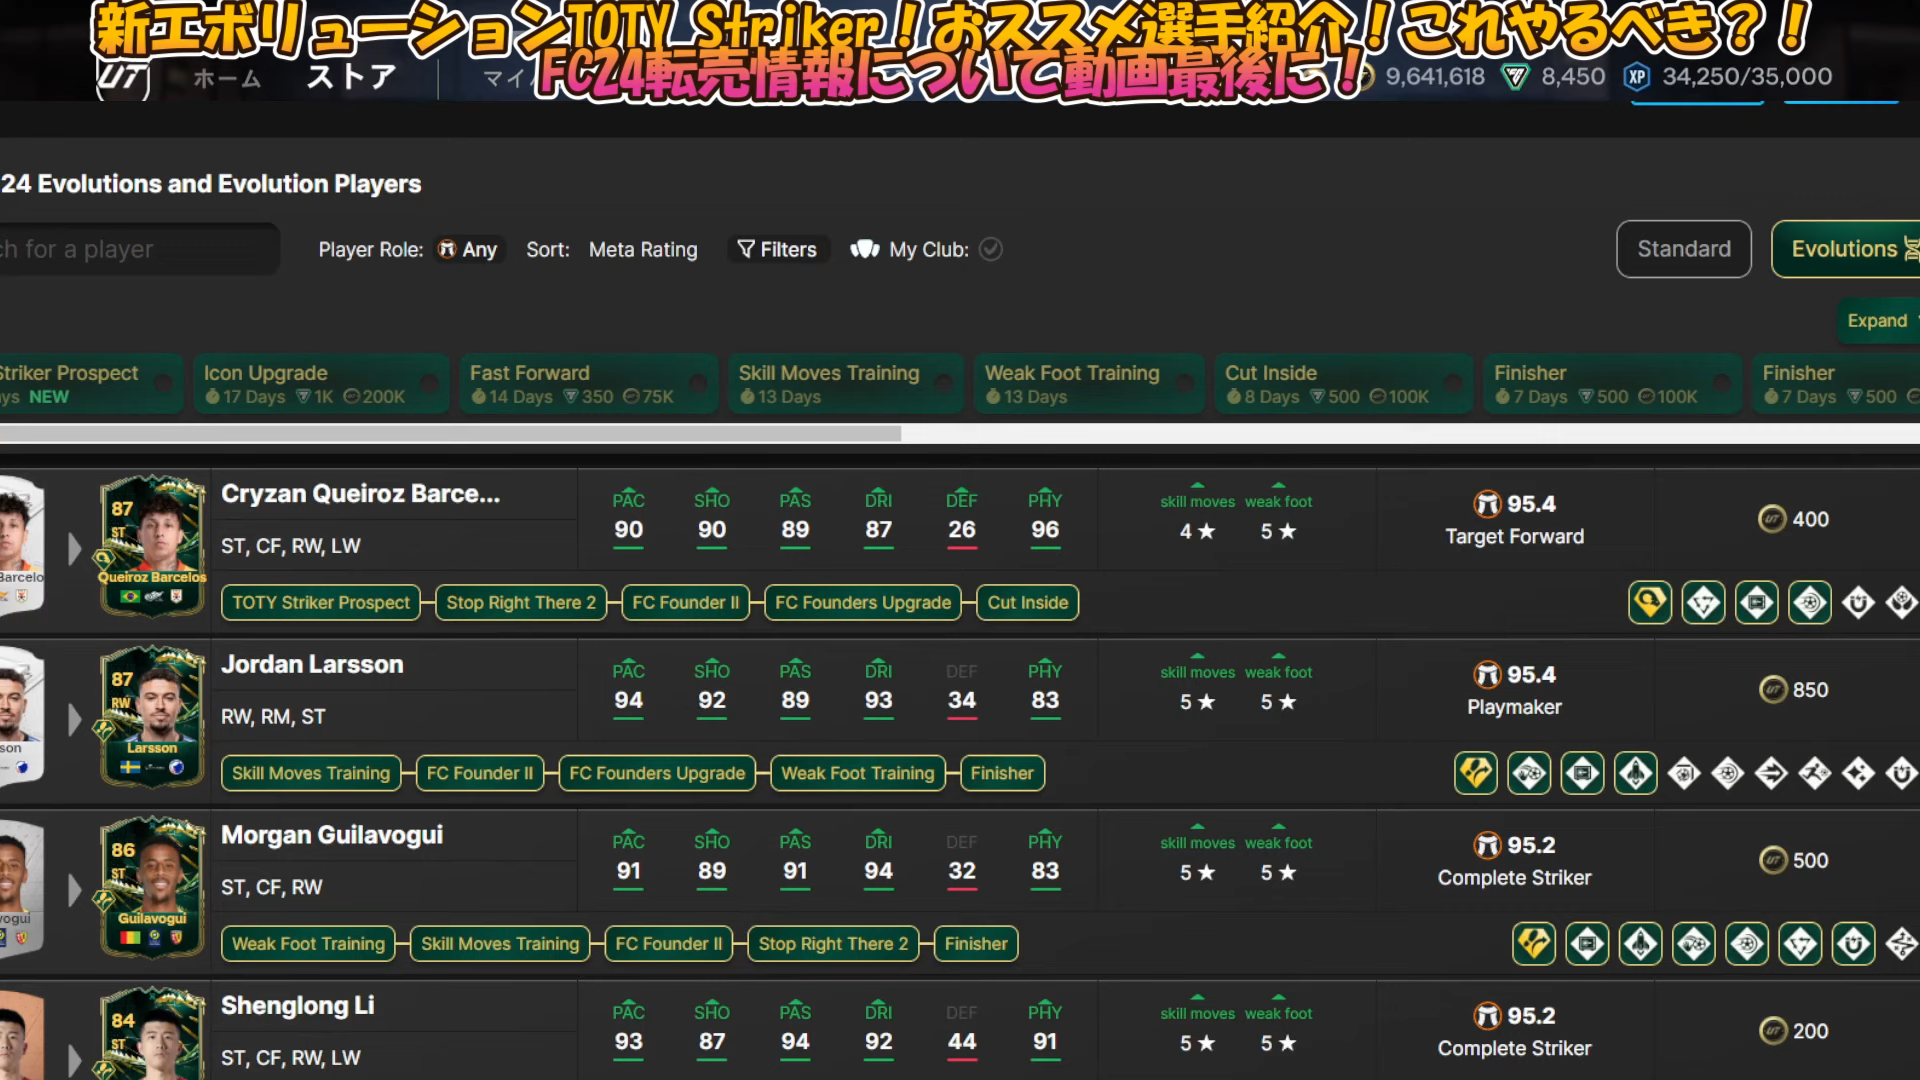 新エボリューションTOTY Striker！おススメ選手紹介！これやるべき？！
FC24転売情報について動画最後に！
UT ホーム ストア マイ 9,641,618 8,450 XP 34,250/35,000
24 Evolutions and Evolution Players
ch for a player Player Role: Any Sort: Meta Rating Filters My Club: Standard Evolutions
Expand
Striker Prospect Icon Upgrade Fast Forward Skill Moves Training Weak Foot Training Cut Inside Finisher Finisher
ays NEW 17 Days 1K 200K 14 Days 350 75K 13 Days 13 Days 8 Days 500 100K 7 Days 500 100K 7 Days 500
87 ST Queiroz Barcelos
Barcelo
Cryzan Queiroz Barce...
ST, CF, RW, LW
PAC SHO PAS DRI DEF PHY
90 90 89 87 26 96
skill moves weak foot
4 ★ 5 ★
95.4
Target Forward
400
TOTY Striker Prospect Stop Right There 2 FC Founder II FC Founders Upgrade Cut Inside
87 RW Larsson
son
Jordan Larsson
RW, RM, ST
PAC SHO PAS DRI DEF PHY
94 92 89 93 34 83
skill moves weak foot
5 ★ 5 ★
95.4
Playmaker
850
Skill Moves Training FC Founder II FC Founders Upgrade Weak Foot Training Finisher
86 ST Guilavogui
vogui
Morgan Guilavogui
ST, CF, RW
PAC SHO PAS DRI DEF PHY
91 89 91 94 32 83
skill moves weak foot
5 ★ 5 ★
95.2
Complete Striker
500
Weak Foot Training Skill Moves Training FC Founder II Stop Right There 2 Finisher
84 ST
Shenglong Li
ST, CF, RW, LW
PAC SHO PAS DRI DEF PHY
93 87 94 92 44 91
skill moves weak foot
5 ★ 5 ★
95.2
Complete Striker
200